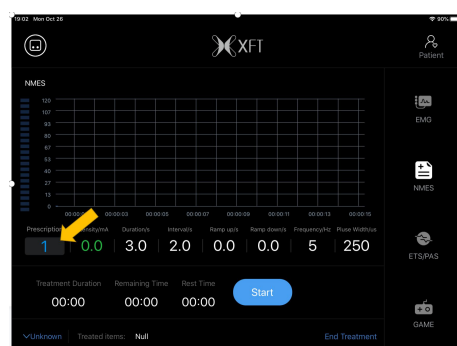 19:02 Mon Oct 26
90%
XFT
Patient
NMES
120
107
93
80
67
53
40
27
13
0
00:00:03 00:00:05 00:00:07 00:00:09 00:00:11 00:00:13 00:00:15
EMG
NMES
ETS/PAS
GAME
Prescription Duration/s Interval/s Ramp up/s Ramp down/s Frequency/Hz Pluse Width/us
1 0.0 3.0 2.0 0.0 0.0 5 250
Treatment Duration Remaining Time Rest Time
00:00 00:00 00:00
Start
Unknown Treated items: Null End Treatment